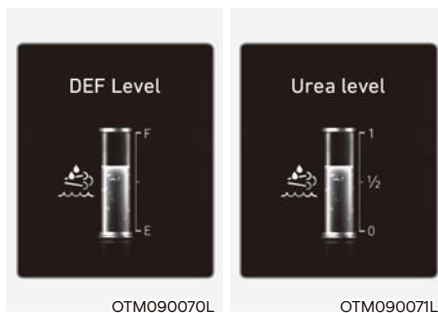 DEF Level
F
E
OTM090070L
Urea level
1
½
0
OTM090071L